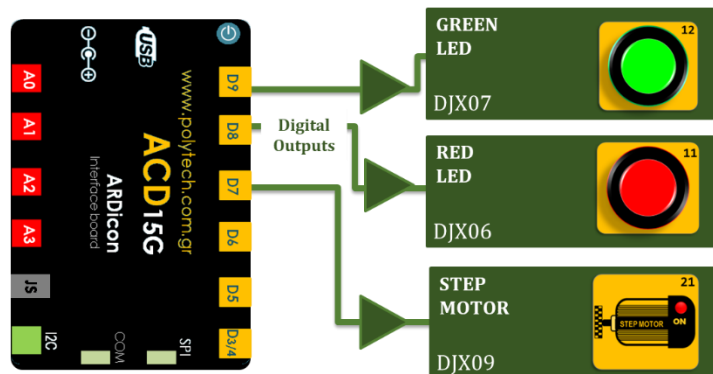 A0
A1
A2
A3
JS
I2C
USB
www.polytech.com.gr
ACD15G
ARDicon
Interface board
COM
SPI
D9
D8
D7
D6
D5
D3/4
Digital
Outputs
GREEN
LED
DJX07
12
RED
LED
DJX06
11
STEP
MOTOR
DJX09
21
STEP MOTOR
ON